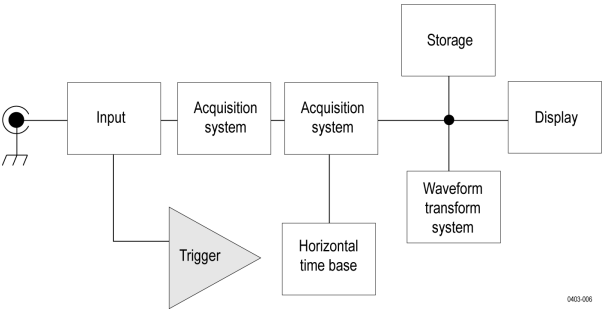 Storage
Input
Acquisition
system
Acquisition
system
Display
Waveform
transform
system
Trigger
Horizontal
time base
0403-006